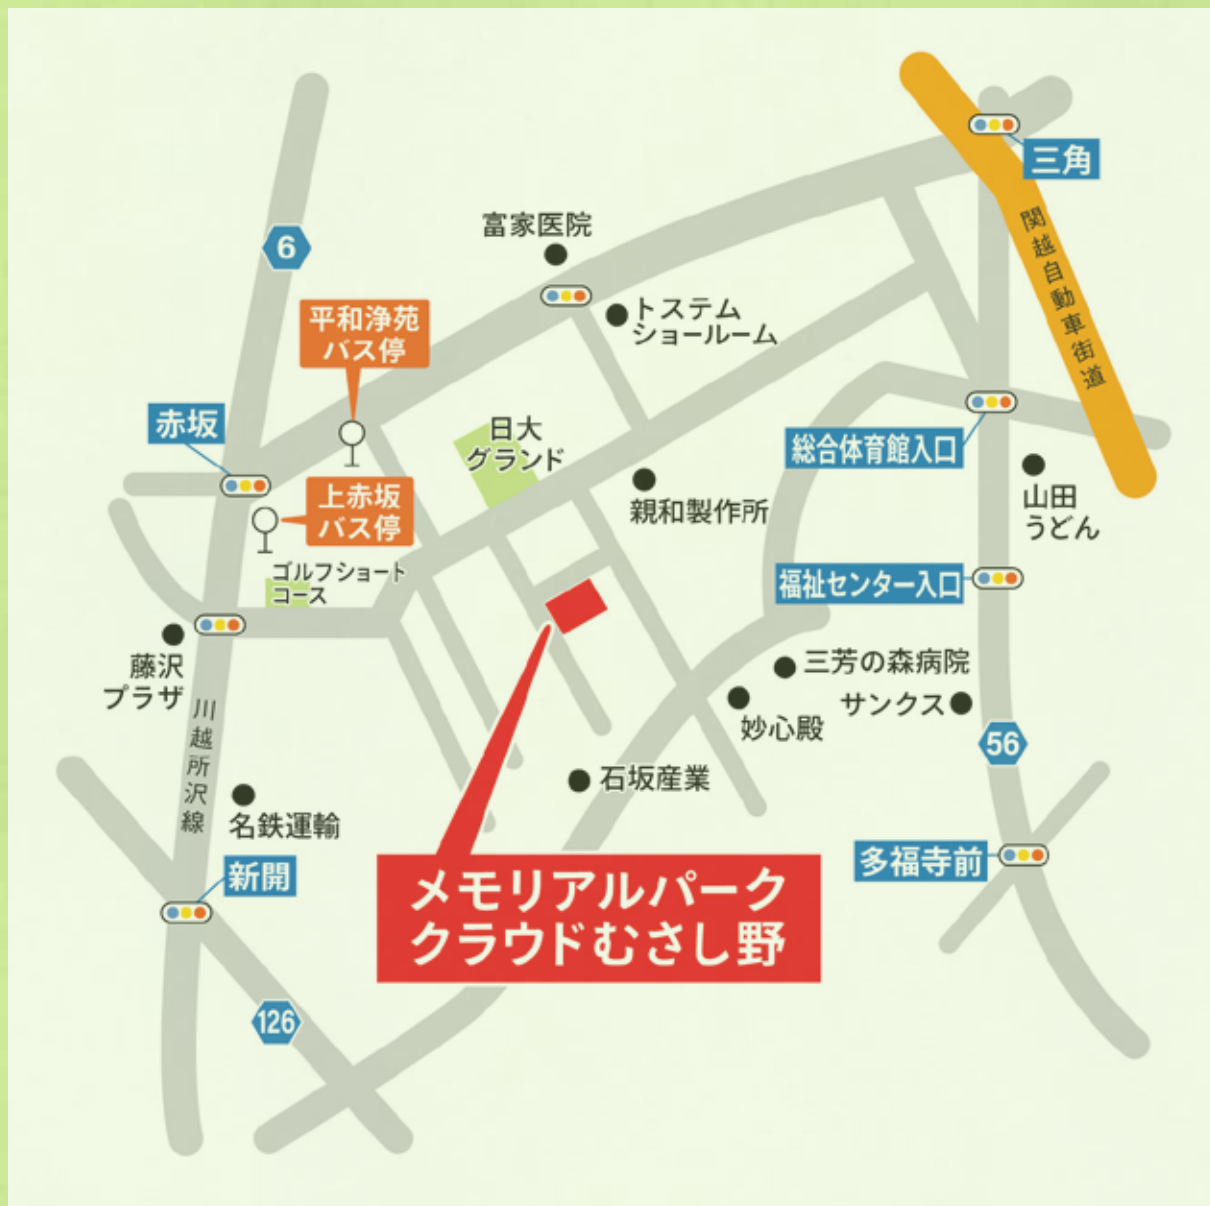 三角
関越自動車街道
富家医院
6
トステム
ショールーム
平和浄苑
バス停
赤坂
日大
グランド
総合体育館入口
山田
うどん
親和製作所
上赤坂
バス停
ゴルフショート
コース
福祉センター入口
藤沢
プラザ
三芳の森病院
サンクス
妙心殿
川越所沢線
56
石坂産業
名鉄運輸
新開
多福寺前
メモリアルパーク
クラウドむさし野
126